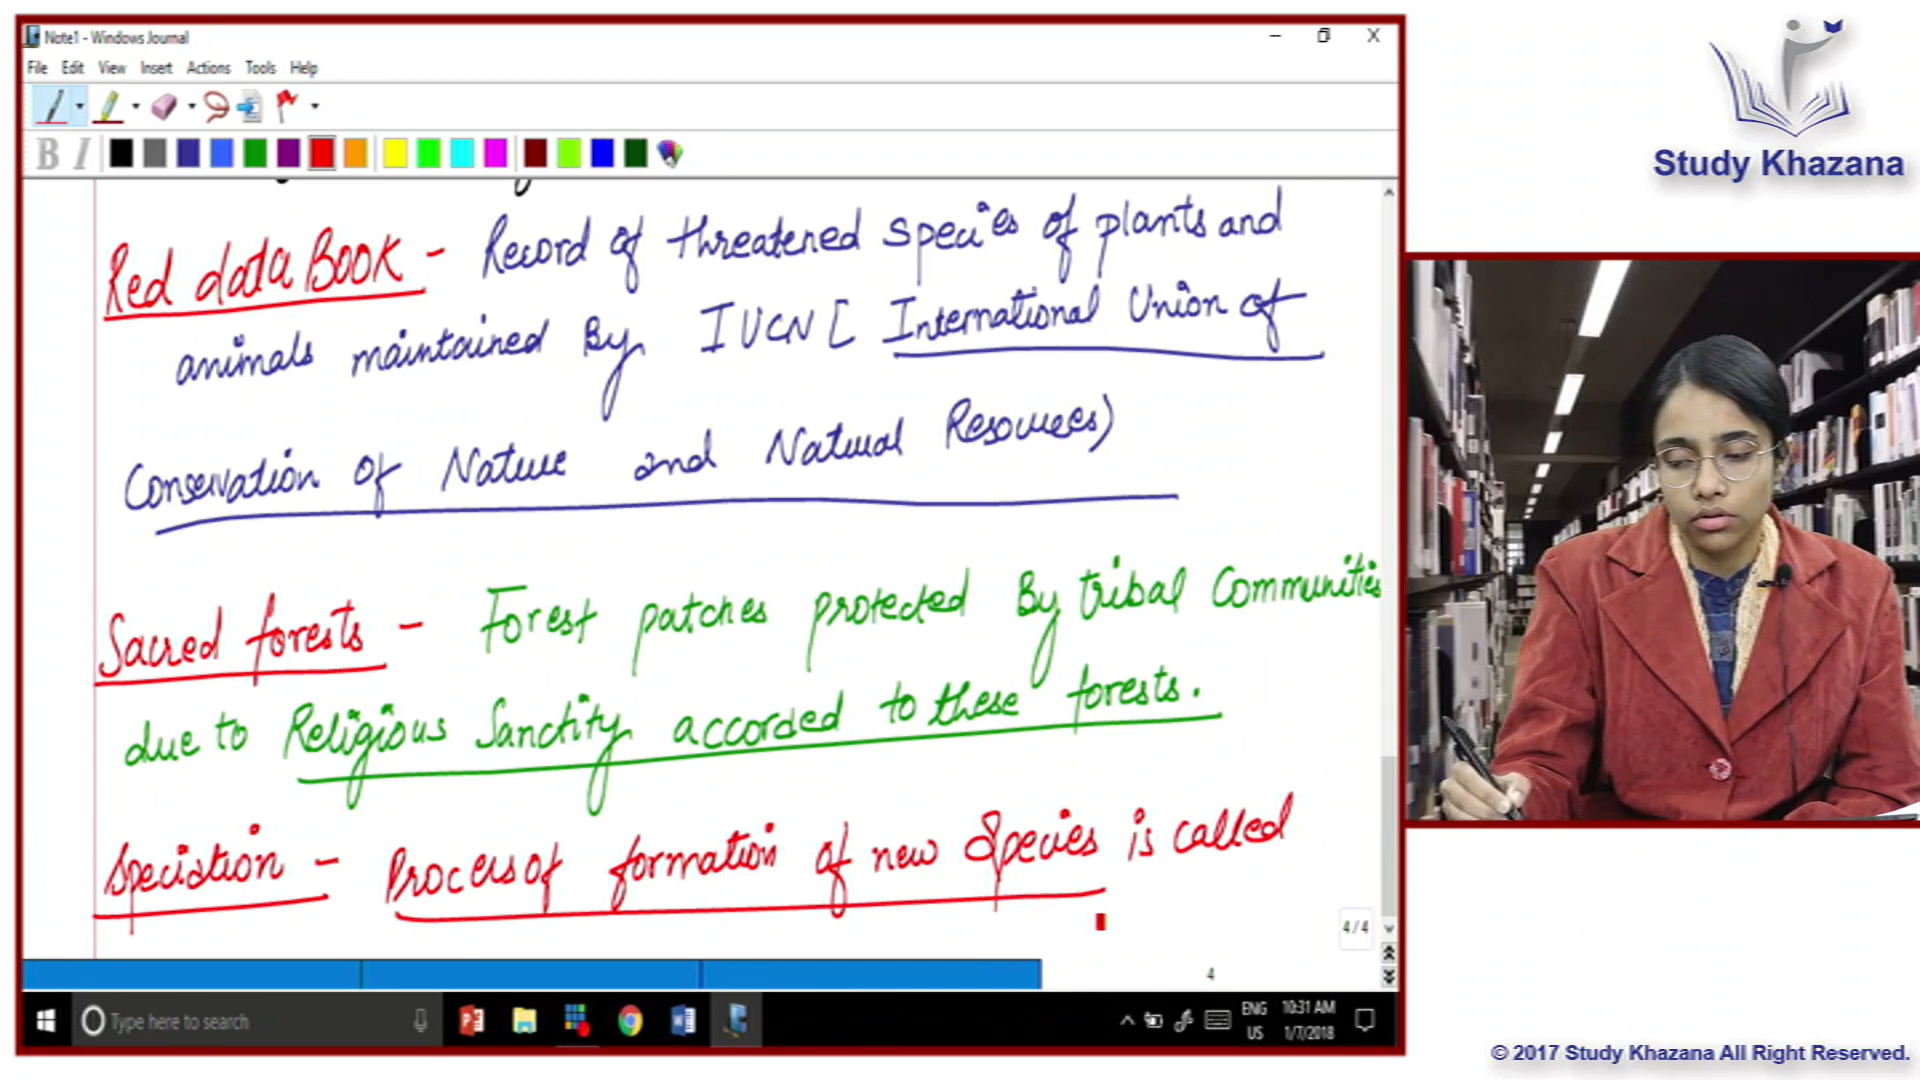 Note1 - Windows Journal
File Edit View Insert Actions Tools Help
B I
Study Khazana
Red data Book - Record of threatened species of plants and
animals maintained By IUCN [ International Union of
Conservation of Nature and Natural Resources)
Sacred forests - Forest patches protected By tribal Communities
due to Religious Sanctity accorded to these forests.
Speciation - Process of formation of new Species is called
4/4
4
Type here to search
ENG
US
10:31 AM
1/7/2018
© 2017 Study Khazana All Right Reserved.